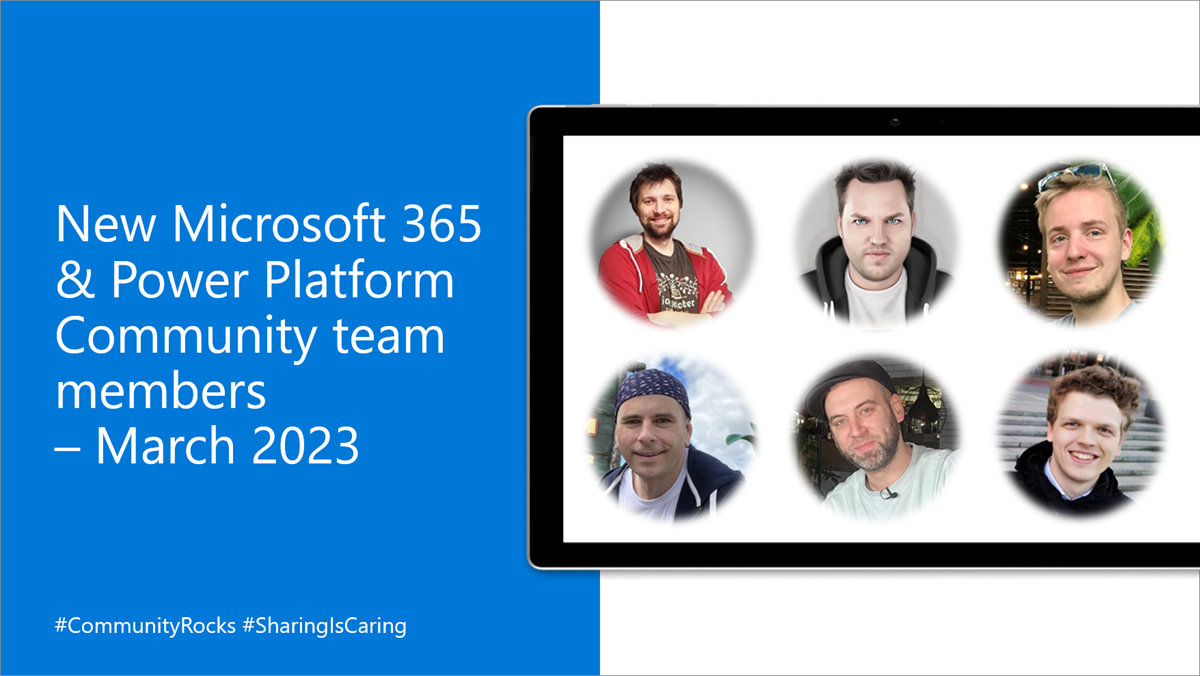 New Microsoft 365
& Power Platform
Community team
members
– March 2023
#CommunityRocks #SharingIsCaring